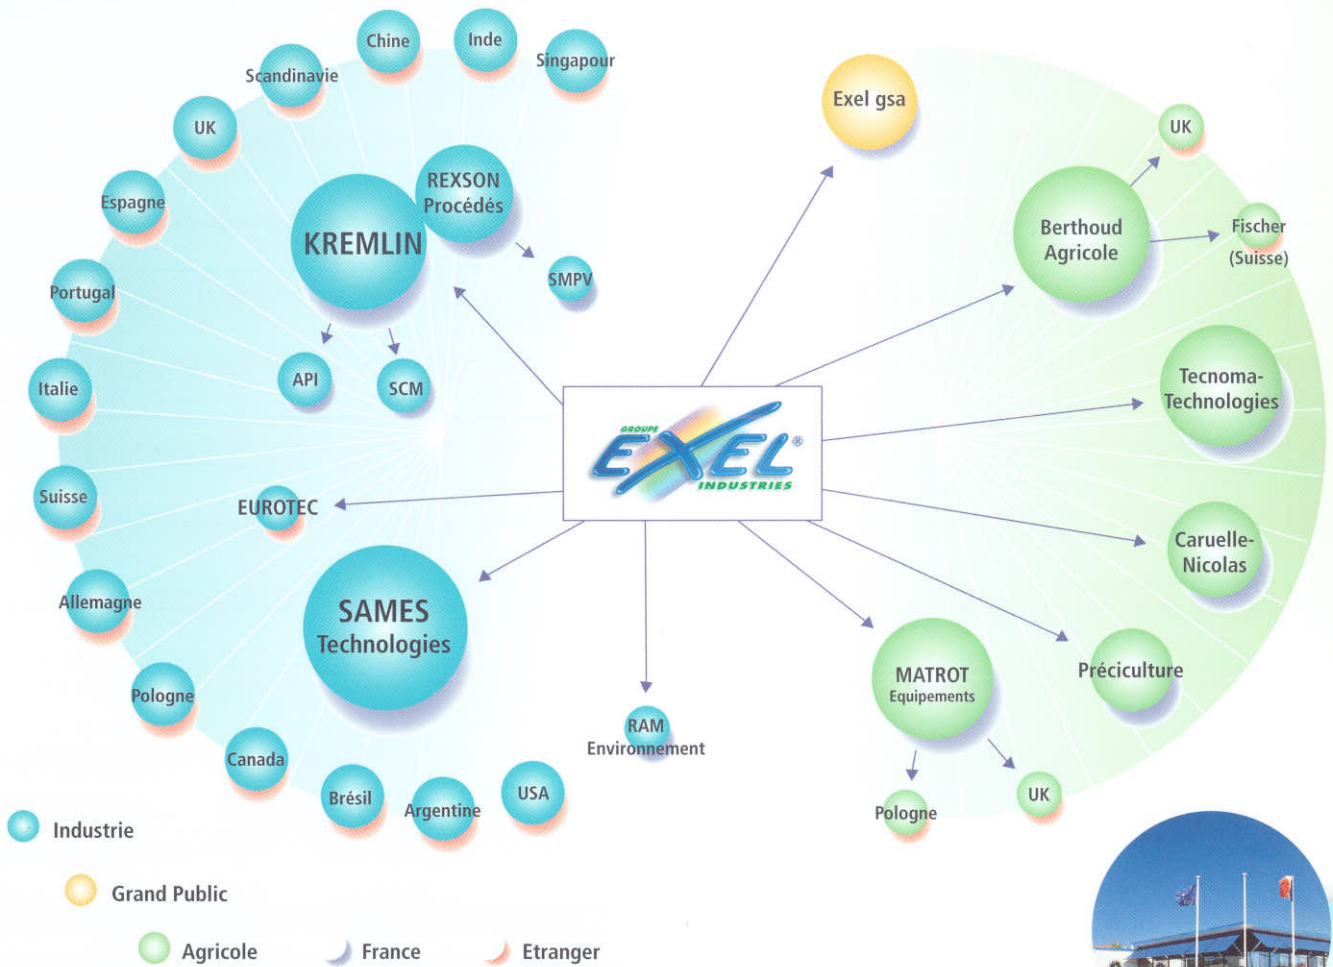 Chine
Inde
Singapour
Scandinavie
UK
Espagne
Portugal
Italie
Suisse
Allemagne
Pologne
Canada
Brésil
Argentine
USA
REXSON
Procédés
KREMLIN
SMPV
API
SCM
EUROTEC
SAMES
Technologies
GROUPE
EXEL®
INDUSTRIES
RAM
Environnement
Exel gsa
UK
Berthoud
Agricole
Fischer
(Suisse)
Tecnoma-
Technologies
Caruelle-
Nicolas
Préciculture
MATROT
Equipements
Pologne
UK
Industrie
Grand Public
Agricole
France
Etranger